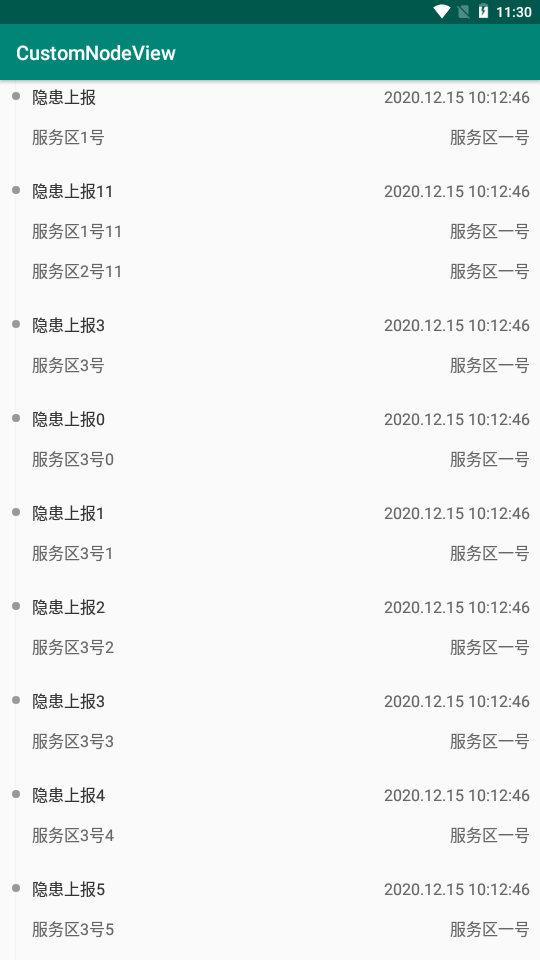 11:30
CustomNodeView
隐患上报 2020.12.15 10:12:46
服务区1号 服务区一号
隐患上报11 2020.12.15 10:12:46
服务区1号11 服务区一号
服务区2号11 服务区一号
隐患上报3 2020.12.15 10:12:46
服务区3号 服务区一号
隐患上报0 2020.12.15 10:12:46
服务区3号0 服务区一号
隐患上报1 2020.12.15 10:12:46
服务区3号1 服务区一号
隐患上报2 2020.12.15 10:12:46
服务区3号2 服务区一号
隐患上报3 2020.12.15 10:12:46
服务区3号3 服务区一号
隐患上报4 2020.12.15 10:12:46
服务区3号4 服务区一号
隐患上报5 2020.12.15 10:12:46
服务区3号5 服务区一号